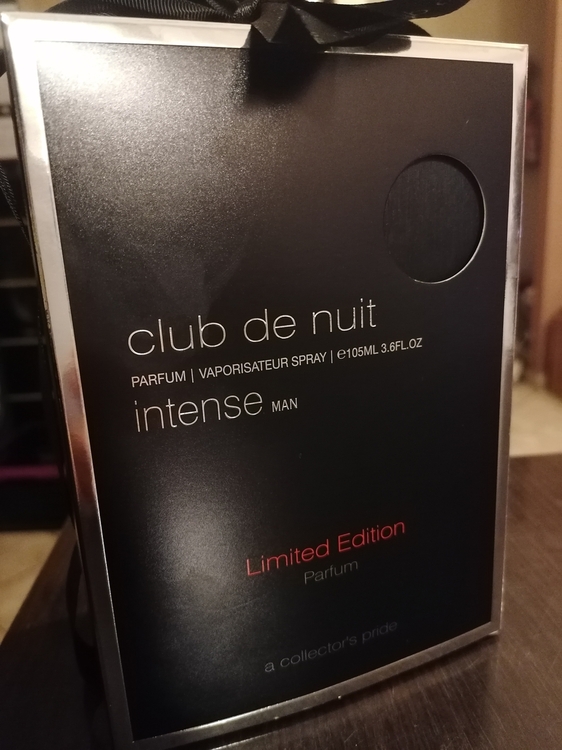 club de nuit
PARFUM | VAPORISATEUR SPRAY | ℮105ML 3.6FL.OZ
intense MAN
Limited Edition
Parfum
a collector's pride